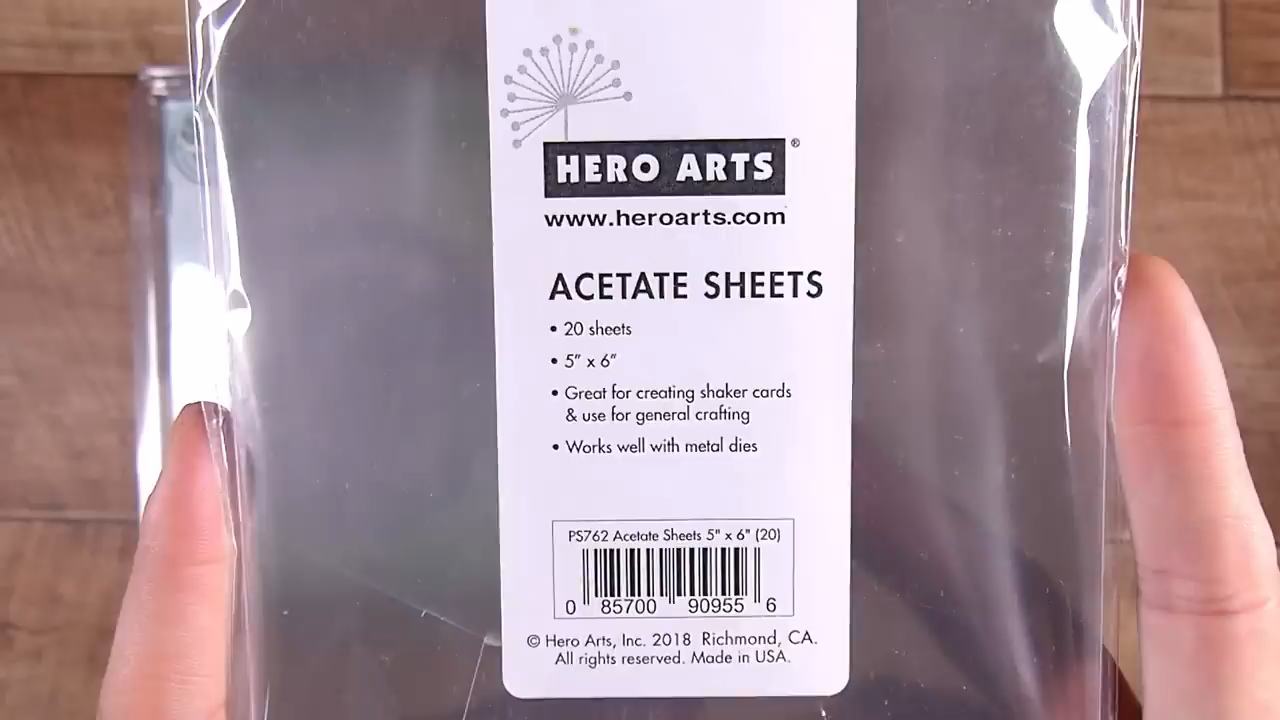 HERO ARTS®
www.heroarts.com
ACETATE SHEETS
• 20 sheets
• 5" x 6"
• Great for creating shaker cards
& use for general crafting
• Works well with metal dies
PS762 Acetate Sheets 5" x 6" (20)
0 85700 90955 6
© Hero Arts, Inc. 2018 Richmond, CA.
All rights reserved. Made in USA.